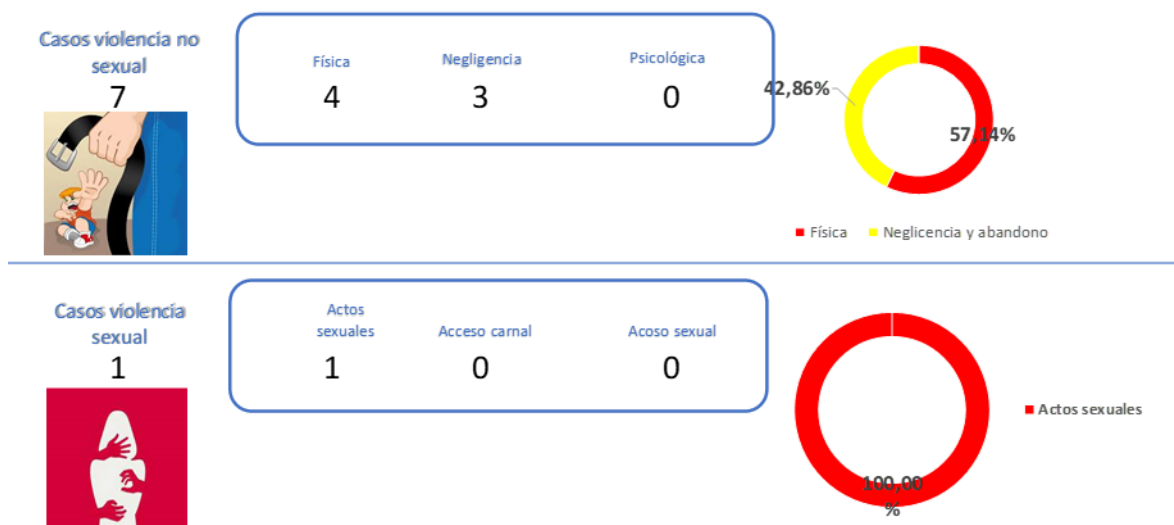 Casos violencia no
sexual
7
Física
Negligencia
Psicológica
4
3
0
42,86%
57,14%
Física
Neglicencia y abandono
Casos violencia
sexual
1
Actos
sexuales
Acceso carnal
Acoso sexual
1
0
0
Actos sexuales
100,00
%